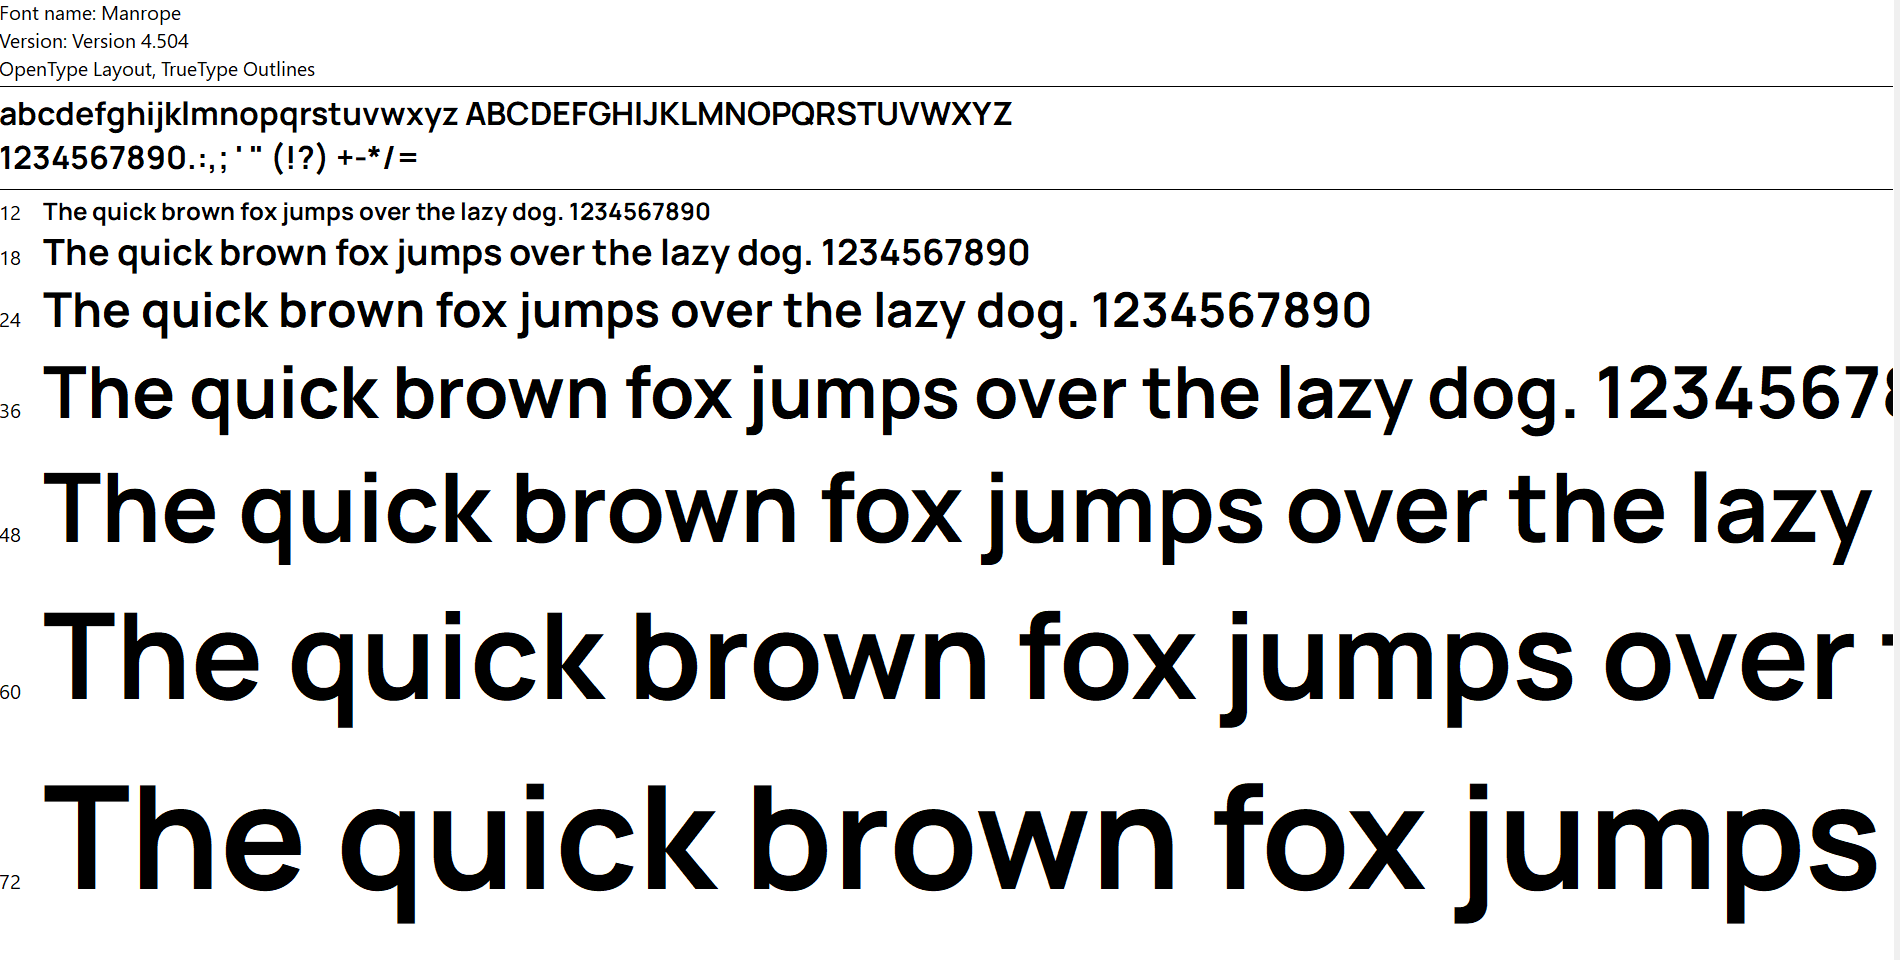 Font name: Manrope
Version: Version 4.504
OpenType Layout, TrueType Outlines
abcdefghijklmnopqrstuvwxyz ABCDEFGHIJKLMNOPQRSTUVWXYZ
1234567890.:,; ' " (!?) +-*/=
12 The quick brown fox jumps over the lazy dog. 1234567890
18 The quick brown fox jumps over the lazy dog. 1234567890
24 The quick brown fox jumps over the lazy dog. 1234567890
36 The quick brown fox jumps over the lazy dog. 12345678
48 The quick brown fox jumps over the lazy
60 The quick brown fox jumps over
72 The quick brown fox jumps